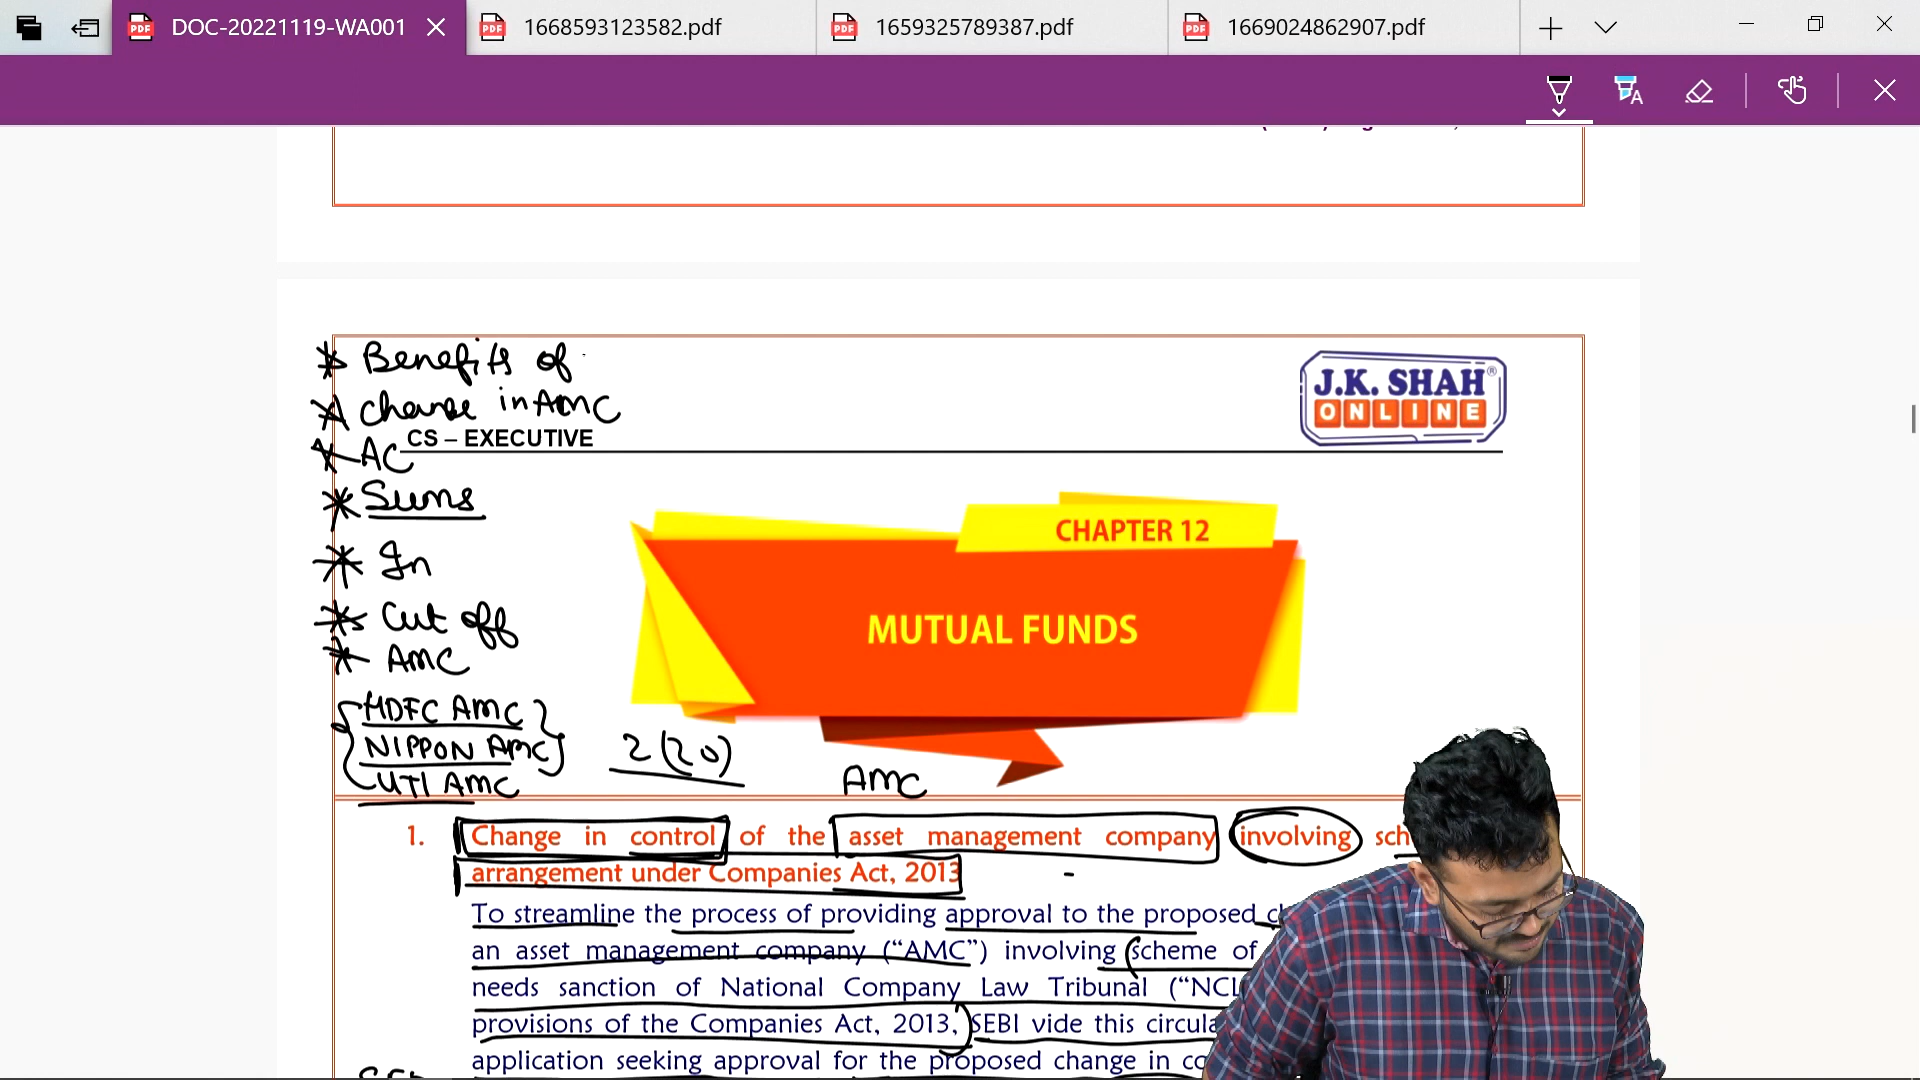 DOC-20221119-WA001
1668593123582.pdf
1659325789387.pdf
1669024862907.pdf
* Benefits of
* change in AMC
CS – EXECUTIVE
* AC
* Sums
* In
* Cut off
* AMC
HDFC AMC
NIPPON AMC
UTI AMC
2 (20)
AMC
J.K. SHAH®
ONLINE
CHAPTER 12
MUTUAL FUNDS
1. Change in control of the asset management company involving sch
arrangement under Companies Act, 2013
To streamline the process of providing approval to the proposed
an asset management company (“AMC”) involving scheme of
needs sanction of National Company Law Tribunal (“NCL
provisions of the Companies Act, 2013, SEBI vide this circula
application seeking approval for the proposed change in co